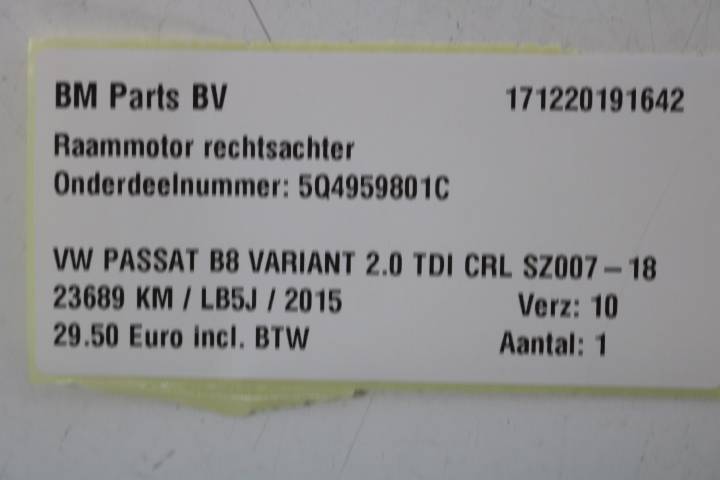 BM Parts BV 171220191642
Raammotor rechtsachter
Onderdeelnummer: 5Q4959801C
VW PASSAT B8 VARIANT 2.0 TDI CRL SZ007 – 18
23689 KM / LB5J / 2015 Verz: 10
29.50 Euro incl. BTW Aantal: 1